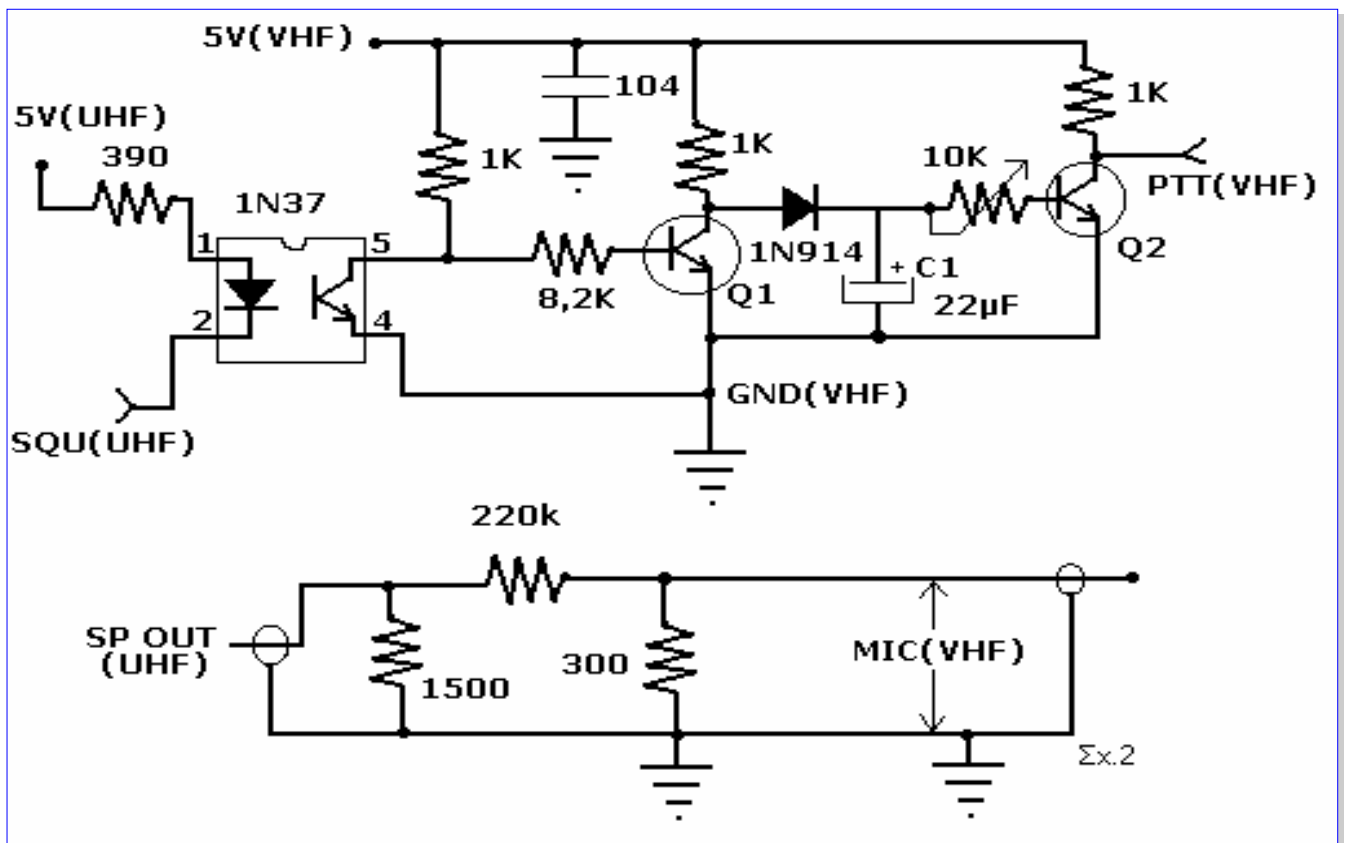 5V(VHF)
104
5V(UHF)
390
1K
1K
10K
1K
PTT(VHF)
1N37
1
5
2
4
8,2K
Q1
1N914
+ C1
22µF
Q2
SQU(UHF)
GND(VHF)
220k
SP OUT
(UHF)
1500
300
MIC(VHF)
Σx.2